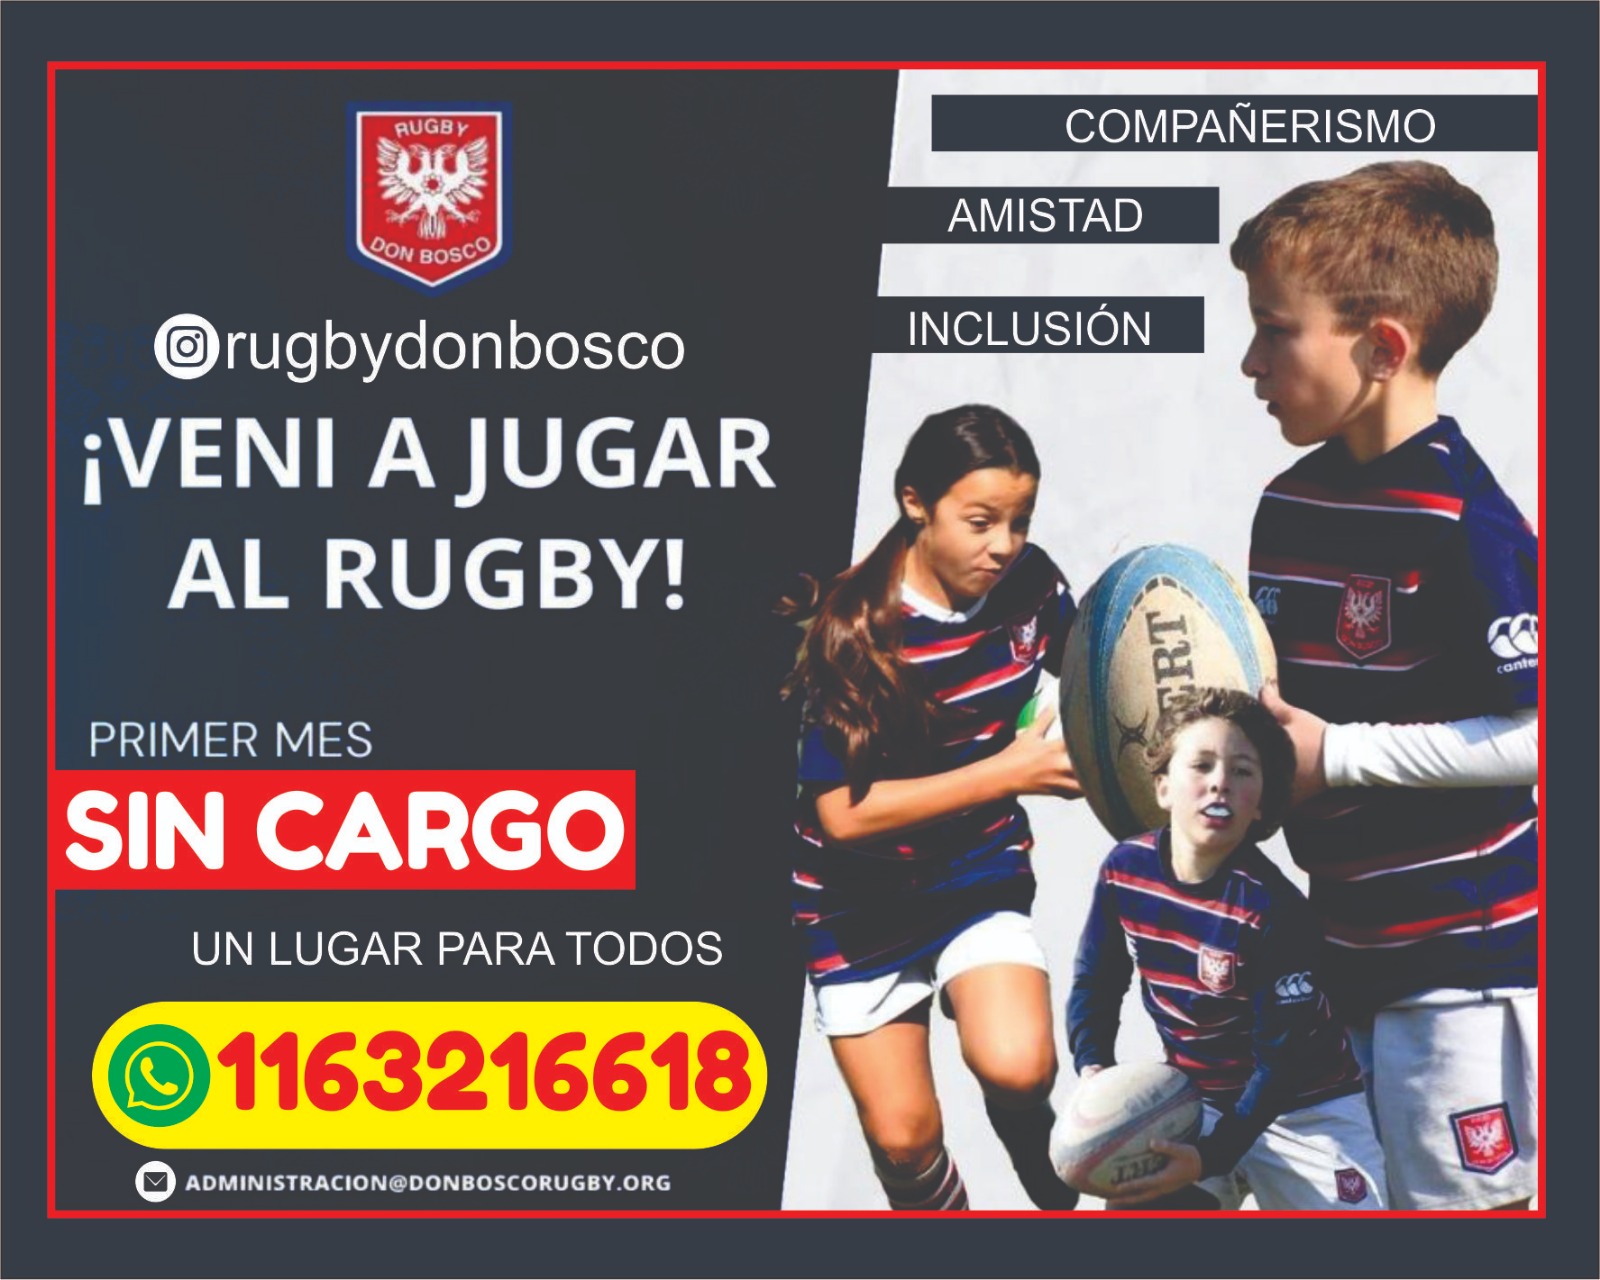 RUGBY
DON BOSCO
rugbydonbosco
¡VENI A JUGAR
AL RUGBY!
PRIMER MES
SIN CARGO
UN LUGAR PARA TODOS
1163216618
ADMINISTRACION@DONBOSCORUGBY.ORG
COMPAÑERISMO
AMISTAD
INCLUSIÓN